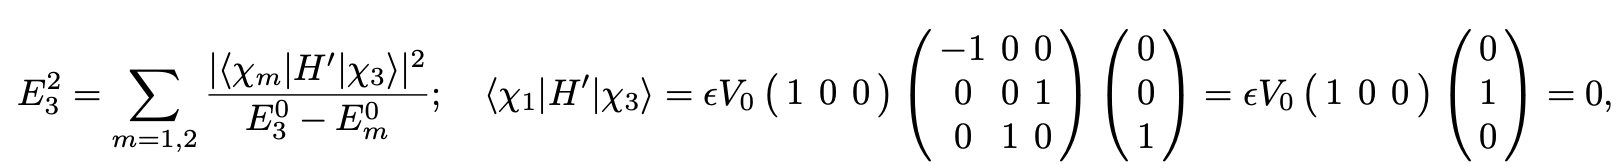 $E_3^2 = \sum_{m=1,2} \frac{|\langle \chi_m | H' | \chi_3 \rangle|^2}{E_3^0 - E_m^0}; \quad \langle \chi_1 | H' | \chi_3 \rangle = \epsilon V_0 \begin{pmatrix} 1 & 0 & 0 \end{pmatrix} \begin{pmatrix} -1 & 0 & 0 \\ 0 & 0 & 1 \\ 0 & 1 & 0 \end{pmatrix} \begin{pmatrix} 0 \\ 0 \\ 1 \end{pmatrix} = \epsilon V_0 \begin{pmatrix} 1 & 0 & 0 \end{pmatrix} \begin{pmatrix} 0 \\ 1 \\ 0 \end{pmatrix} = 0,$